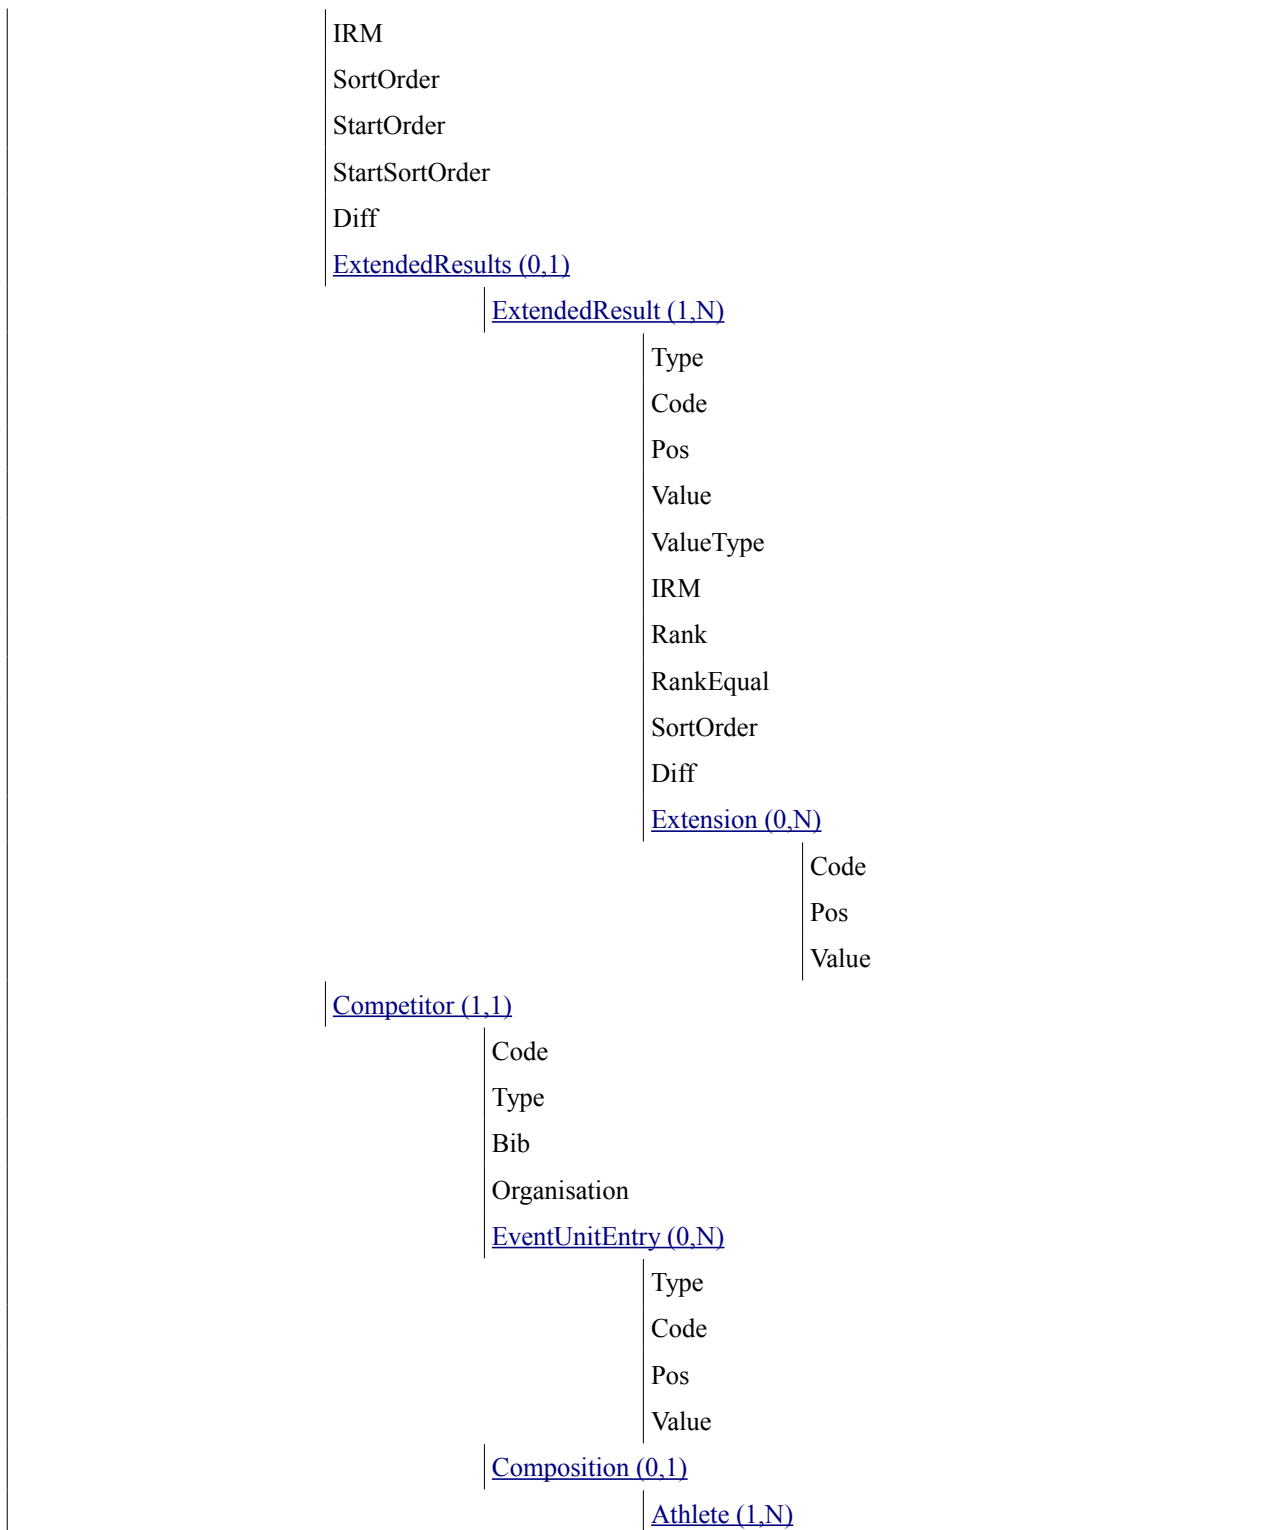 IRM
SortOrder
StartOrder
StartSortOrder
Diff
ExtendedResults (0,1)
ExtendedResult (1,N)
Type
Code
Pos
Value
ValueType
IRM
Rank
RankEqual
SortOrder
Diff
Extension (0,N)
Code
Pos
Value
Competitor (1,1)
Code
Type
Bib
Organisation
EventUnitEntry (0,N)
Type
Code
Pos
Value
Composition (0,1)
Athlete (1,N)